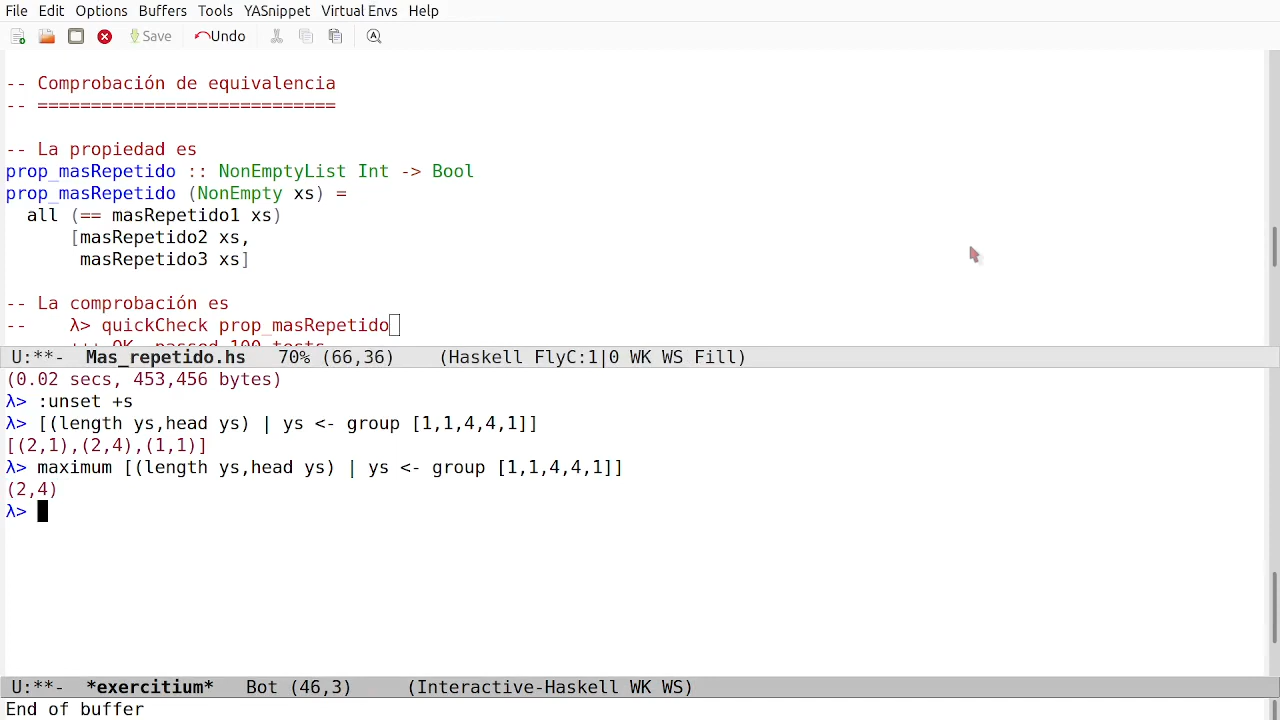 File Edit Options Buffers Tools YASnippet Virtual Envs Help
Save Undo
-- Comprobación de equivalencia
-- ============================
-- La propiedad es
prop_masRepetido :: NonEmptyList Int -> Bool
prop_masRepetido (NonEmpty xs) =
  all (== masRepetido1 xs)
      [masRepetido2 xs,
       masRepetido3 xs]
-- La comprobación es
--    λ> quickCheck prop_masRepetido
--    +++ OK, passed 100 tests.
U:**-  Mas_repetido.hs   70% (66,36)    (Haskell FlyC:1|0 WK WS Fill)
(0.02 secs, 453,456 bytes)
λ> :unset +s
λ> [(length ys,head ys) | ys <- group [1,1,4,4,1]]
[(2,1),(2,4),(1,1)]
λ> maximum [(length ys,head ys) | ys <- group [1,1,4,4,1]]
(2,4)
λ>
U:**-  *exercitium*   Bot (46,3)     (Interactive-Haskell WK WS)
End of buffer